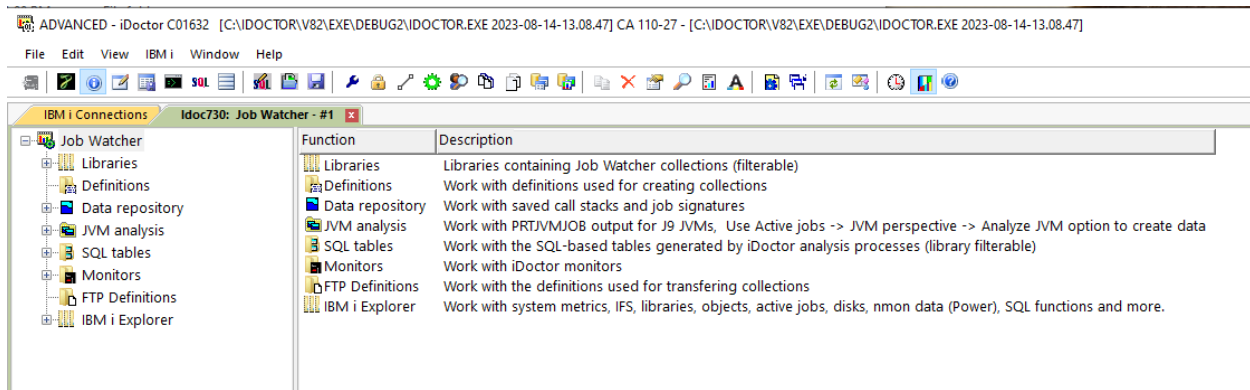 ADVANCED - iDoctor C01632 [C:\IDOCTOR\V82\EXE\DEBUG2\IDOCTOR.EXE 2023-08-14-13.08.47] CA 110-27 - [C:\IDOCTOR\V82\EXE\DEBUG2\IDOCTOR.EXE 2023-08-14-13.08.47]
File Edit View IBM i Window Help
SQL
IBM i Connections Idoc730: Job Watcher - #1
Job Watcher
Libraries
Definitions
Data repository
JVM analysis
SQL tables
Monitors
FTP Definitions
IBM i Explorer
Function Description
Libraries Libraries containing Job Watcher collections (filterable)
Definitions Work with definitions used for creating collections
Data repository Work with saved call stacks and job signatures
JVM analysis Work with PRTJVMJOB output for J9 JVMs, Use Active jobs -> JVM perspective -> Analyze JVM option to create data
SQL tables Work with the SQL-based tables generated by iDoctor analysis processes (library filterable)
Monitors Work with iDoctor monitors
FTP Definitions Work with the definitions used for transfering collections
IBM i Explorer Work with system metrics, IFS, libraries, objects, active jobs, disks, nmon data (Power), SQL functions and more.